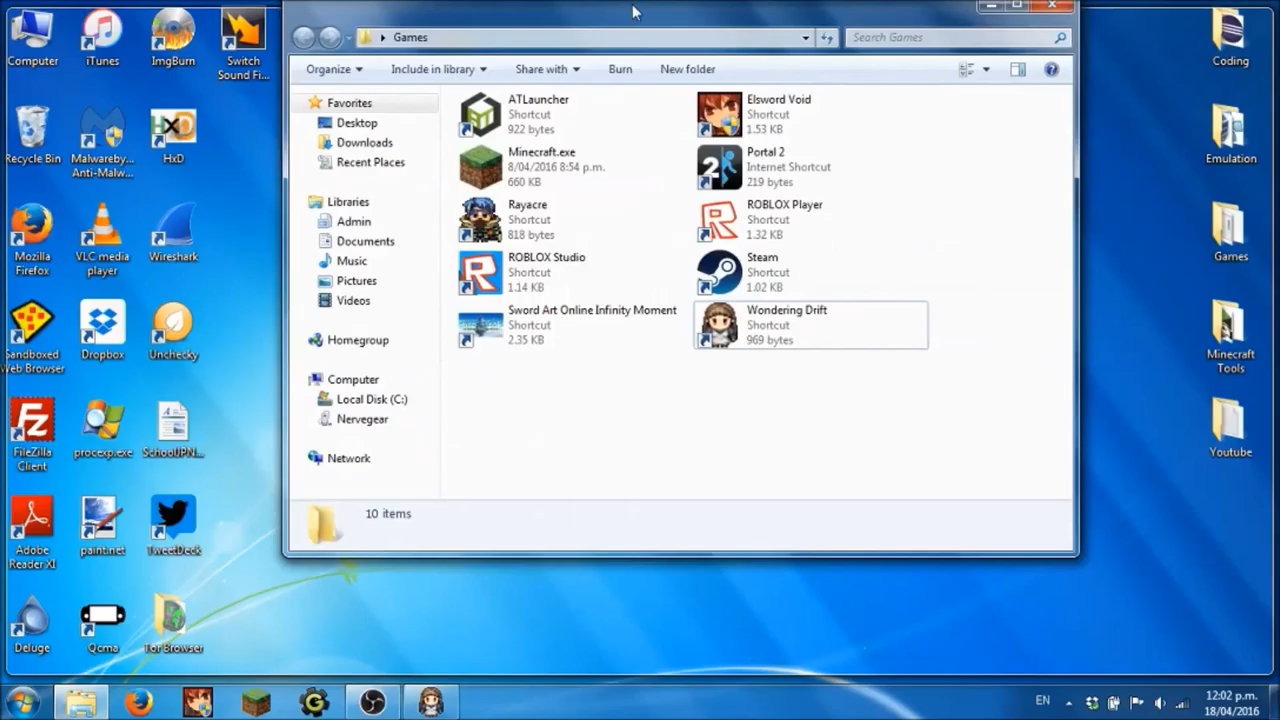 Computer
iTunes
ImgBurn
Switch
Sound Fi...
Recycle Bin
Malwareby...
Anti-Malw...
HxD
Mozilla
Firefox
VLC media
player
Wireshark
Sandboxed
Web Browser
Dropbox
Unchecky
FileZilla
Client
procexp.exe
SchoolPN...
Adobe
Reader XI
paint.net
TweetDeck
Deluge
Qcma
Tor Browser
Games
Search Games
Organize
Include in library
Share with
Burn
New folder
Favorites
Desktop
Downloads
Recent Places
Libraries
Admin
Documents
Music
Pictures
Videos
Homegroup
Computer
Local Disk (C:)
Nervegear
Network
ATLauncher
Shortcut
922 bytes
Elsword Void
Shortcut
1.53 KB
Minecraft.exe
8/04/2016 8:54 p.m.
660 KB
2
Portal 2
Internet Shortcut
219 bytes
Rayacre
Shortcut
818 bytes
ROBLOX Player
Shortcut
1.32 KB
ROBLOX Studio
Shortcut
1.14 KB
Steam
Shortcut
1.02 KB
Sword Art Online Infinity Moment
Shortcut
2.35 KB
Wondering Drift
Shortcut
969 bytes
10 items
Coding
Emulation
Games
Minecraft
Tools
Youtube
EN
12:02 p.m.
18/04/2016